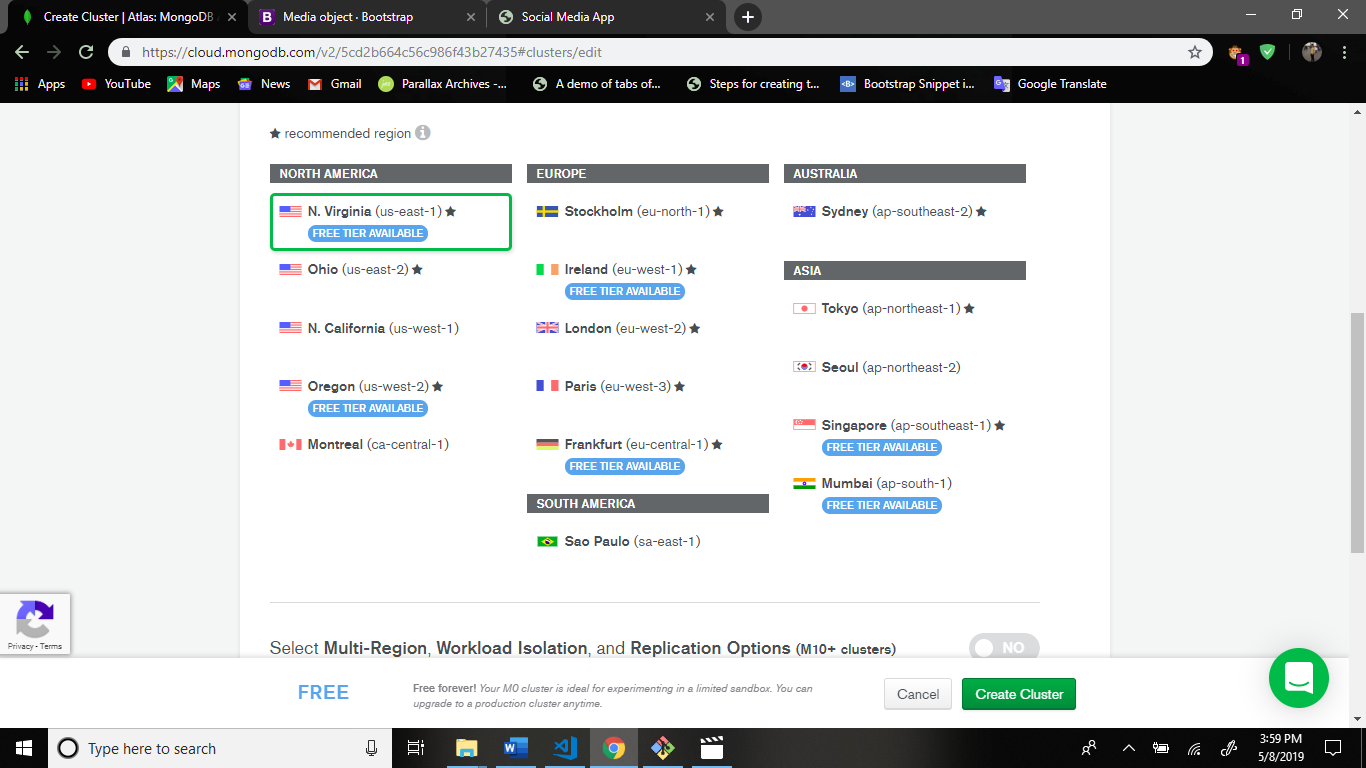 Create Cluster | Atlas: MongoDB A
Media object · Bootstrap
Social Media App
https://cloud.mongodb.com/v2/5cd2b664c56c986f43b27435#clusters/edit
1
Apps
YouTube
Maps
News
Gmail
Parallax Archives -...
A demo of tabs of...
Steps for creating t...
Bootstrap Snippet i...
Google Translate
★ recommended region i
NORTH AMERICA
N. Virginia (us-east-1) ★
FREE TIER AVAILABLE
Ohio (us-east-2) ★
N. California (us-west-1)
Oregon (us-west-2) ★
FREE TIER AVAILABLE
Montreal (ca-central-1)
EUROPE
Stockholm (eu-north-1) ★
Ireland (eu-west-1) ★
FREE TIER AVAILABLE
London (eu-west-2) ★
Paris (eu-west-3) ★
Frankfurt (eu-central-1) ★
FREE TIER AVAILABLE
SOUTH AMERICA
Sao Paulo (sa-east-1)
AUSTRALIA
Sydney (ap-southeast-2) ★
ASIA
Tokyo (ap-northeast-1) ★
Seoul (ap-northeast-2)
Singapore (ap-southeast-1) ★
FREE TIER AVAILABLE
Mumbai (ap-south-1)
FREE TIER AVAILABLE
Privacy - Terms
Select Multi-Region, Workload Isolation, and Replication Options (M10+ clusters)
NO
FREE
Free forever! Your M0 cluster is ideal for experimenting in a limited sandbox. You can
upgrade to a production cluster anytime.
Cancel
Create Cluster
Type here to search
3:59 PM
5/8/2019